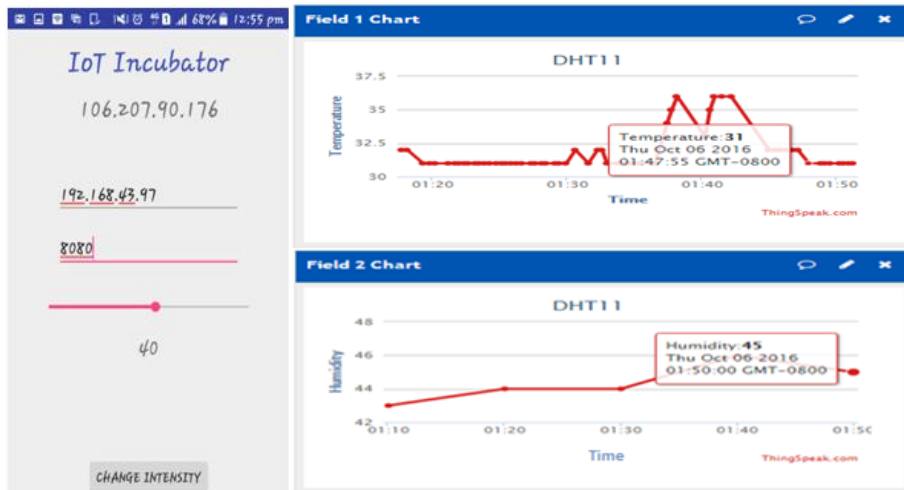 68% 12:55 pm
IoT Incubator
106.207.90.176
192.168.43.97
8080
40
CHANGE INTENSITY
Field 1 Chart
DHT11
37.5
35
32.5
30
Temperature
Temperature:31
Thu Oct 06 2016
01:47:55 GMT-0800
01:20
01:30
01:40
01:50
Time
ThingSpeak.com
Field 2 Chart
DHT11
48
46
44
42
Humidity
Humidity:45
Thu Oct 06 2016
01:50:00 GMT-0800
01:10
01:20
01:30
01:40
Time
ThingSpeak.com